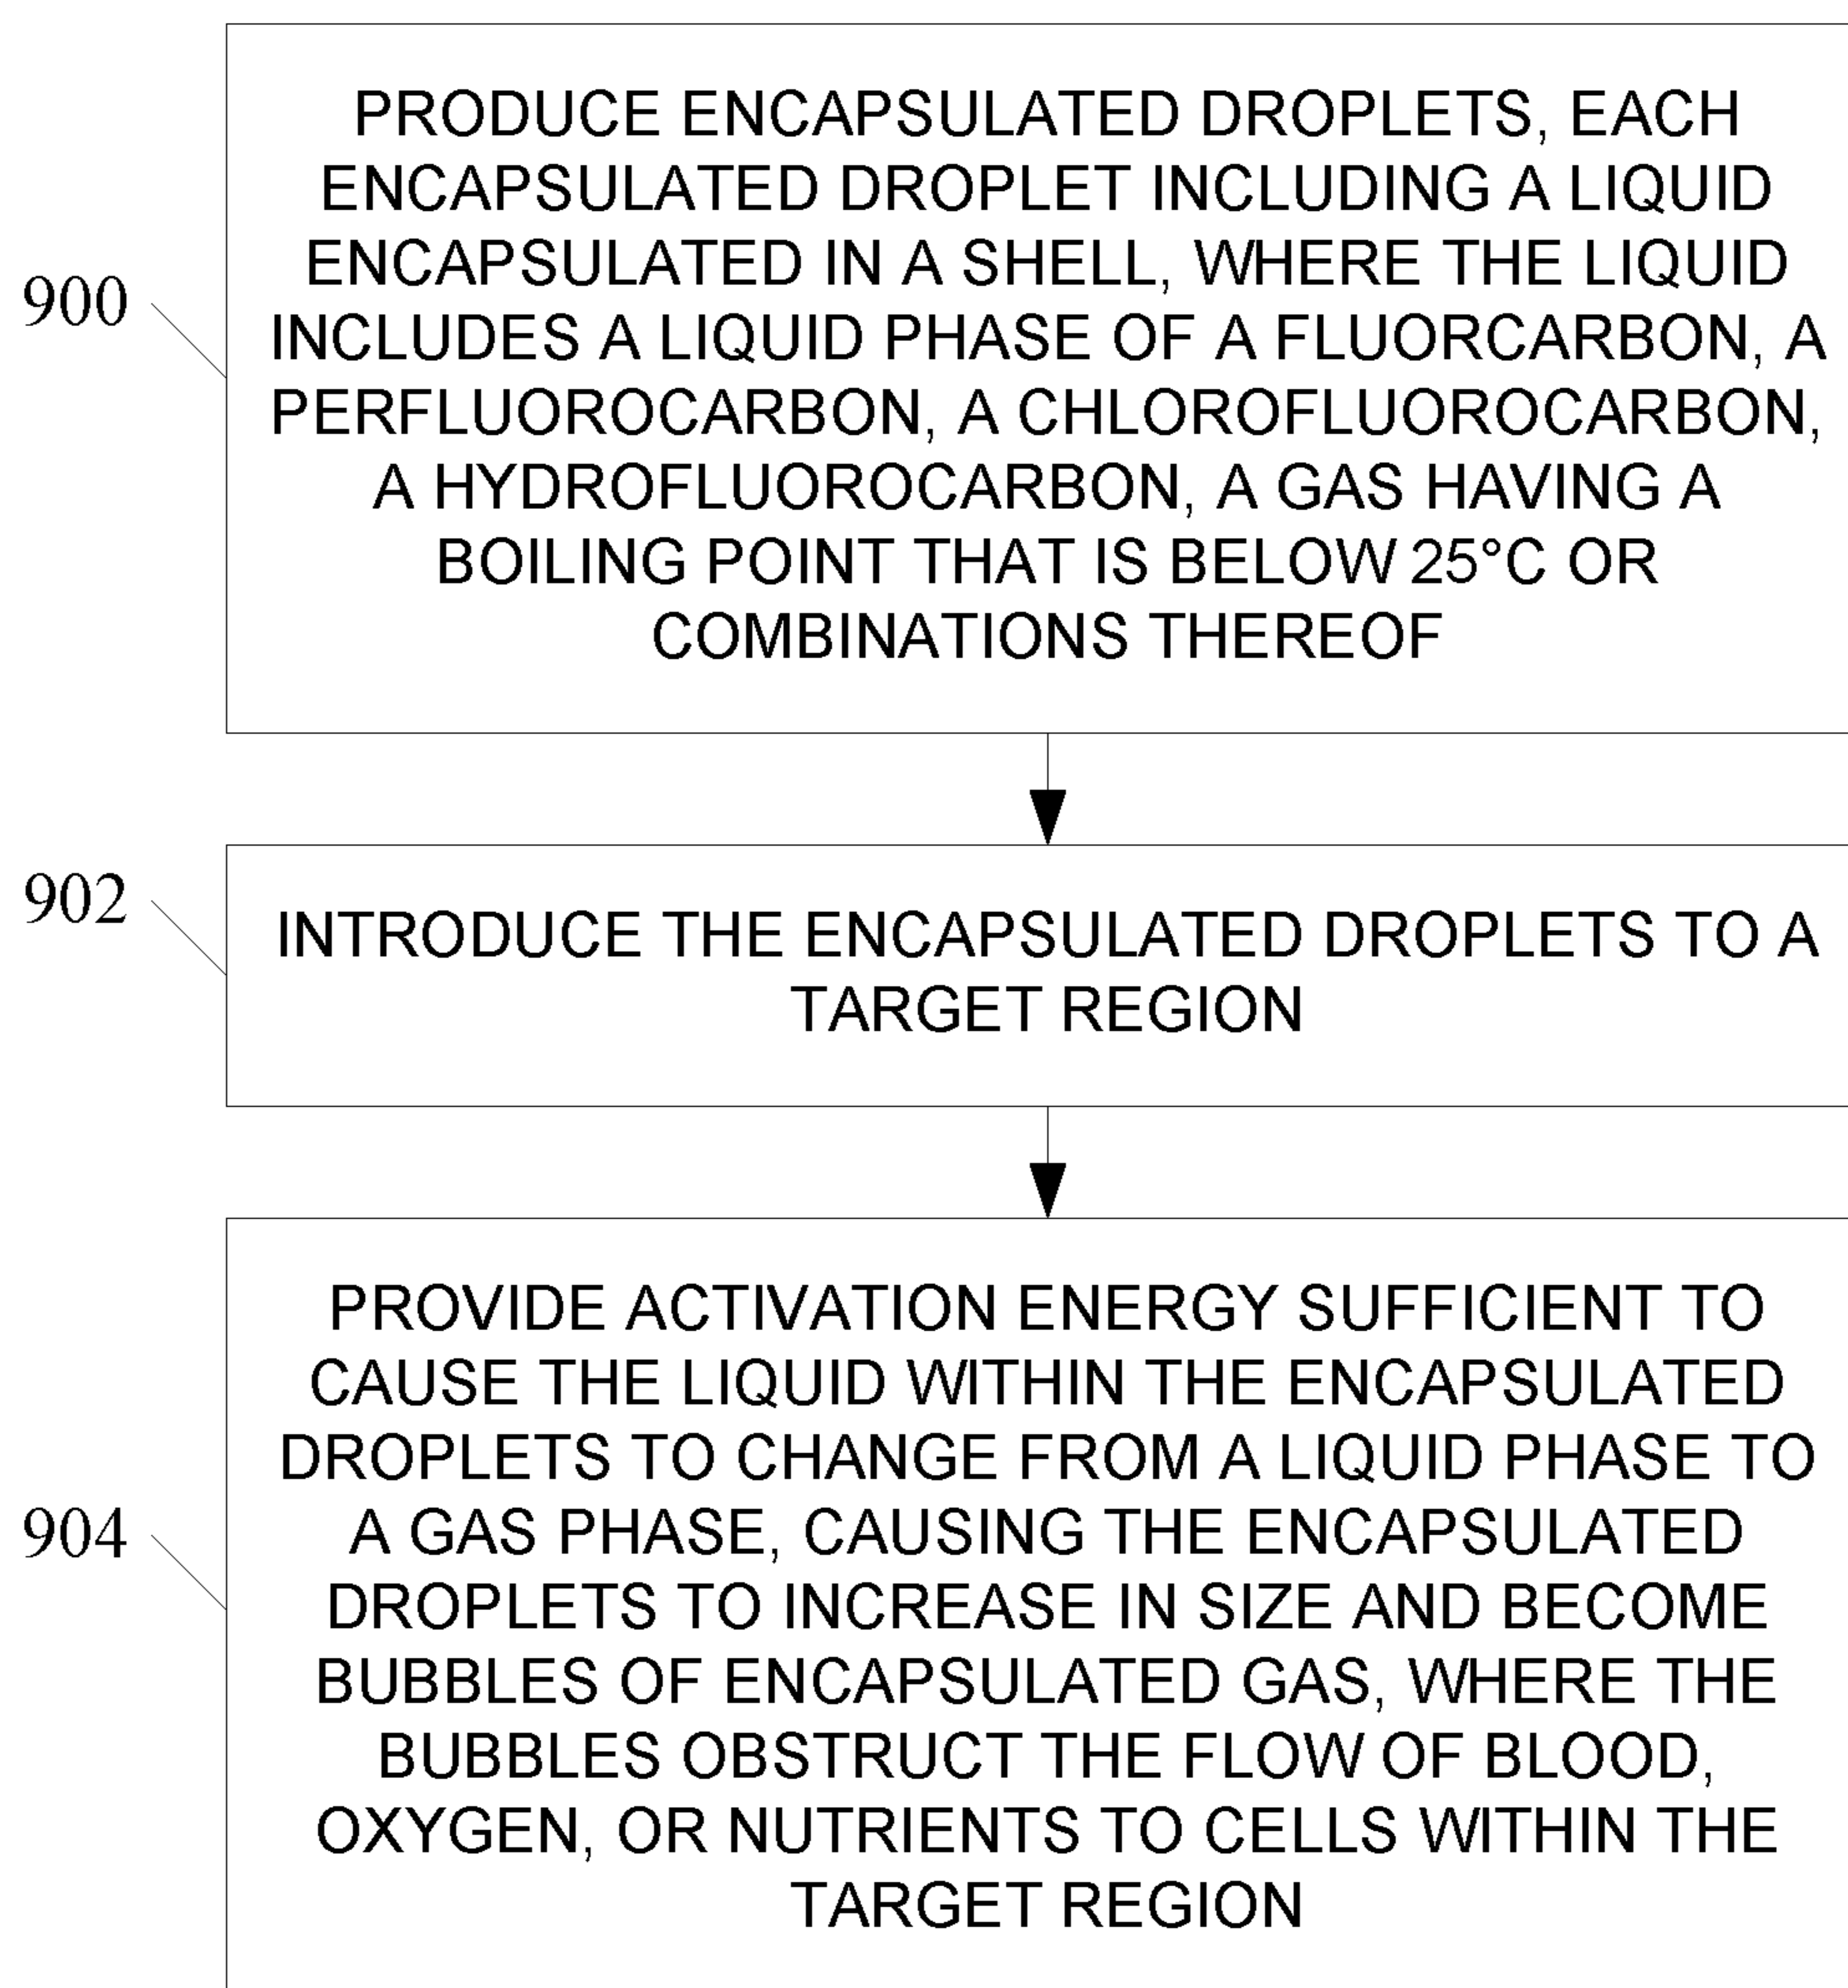 PRODUCE ENCAPSULATED DROPLETS, EACH
ENCAPSULATED DROPLET INCLUDING A LIQUID
ENCAPSULATED IN A SHELL, WHERE THE LIQUID
900
INCLUDES A LIQUID PHASE OF A FLUORCARBON, A
PERFLUOROCARBON, A CHLOROFLUOROCARBON,
A HYDROFLUOROCARBON, A GAS HAVING A
BOILING POINT THAT IS BELOW 25°C OR
COMBINATIONS THEREOF
902
INTRODUCE THE ENCAPSULATED DROPLETS TO A
TARGET REGION
PROVIDE ACTIVATION ENERGY SUFFICIENT TO
CAUSE THE LIQUID WITHIN THE ENCAPSULATED
DROPLETS TO CHANGE FROM A LIQUID PHASE TO
904
A GAS PHASE, CAUSING THE ENCAPSULATED
DROPLETS TO INCREASE IN SIZE AND BECOME
BUBBLES OF ENCAPSULATED GAS, WHERE THE
BUBBLES OBSTRUCT THE FLOW OF BLOOD,
OXYGEN, OR NUTRIENTS TO CELLS WITHIN THE
TARGET REGION